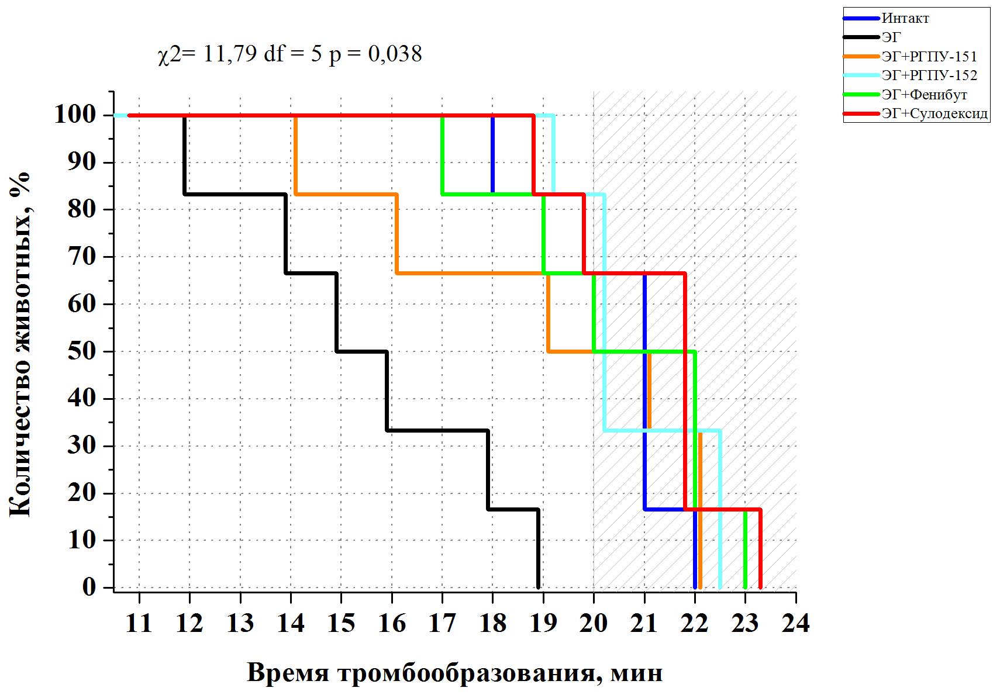 Интакт
ЭГ
ЭГ+РГПУ-151
ЭГ+РГПУ-152
ЭГ+Фенибут
ЭГ+Сулодексид
χ2= 11,79 df = 5 p = 0,038
Количество животных, %
100
90
80
70
60
50
40
30
20
10
0
11 12 13 14 15 16 17 18 19 20 21 22 23 24
Время тромбообразования, мин